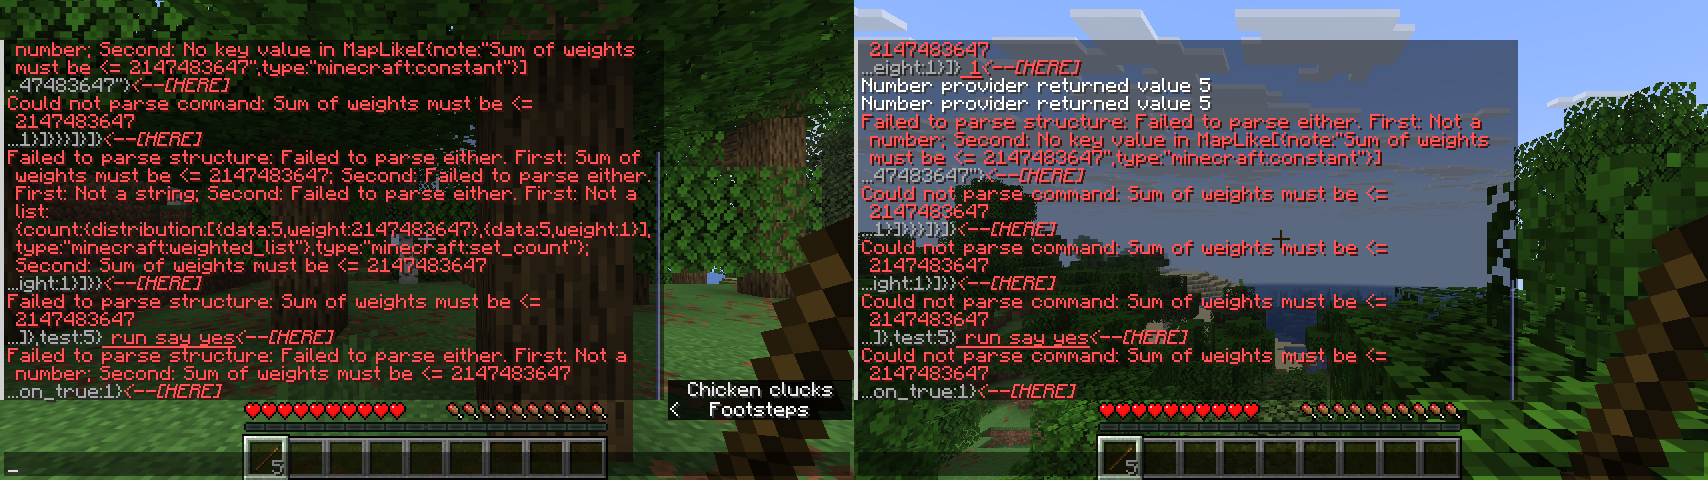 number; Second: No key value in MapLike[{note:"Sum of weights
must be <= 2147483647",type:"minecraft:constant"}]
...47483647"}<--[HERE]
Could not parse command: Sum of weights must be <=
2147483647
...1}]}}}]}]}<--[HERE]
Failed to parse structure: Failed to parse either. First: Sum of
weights must be <= 2147483647; Second: Failed to parse either.
First: Not a string; Second: Failed to parse either. First: Not a
list:
{count:{distribution:[{data:5,weight:2147483647},{data:5,weight:1}],
type:"minecraft:weighted_list"},type:"minecraft:set_count"};
Second: Sum of weights must be <= 2147483647
...ight:1}]}}<--[HERE]
Failed to parse structure: Sum of weights must be <=
2147483647
...]},test:5} run say yes<--[HERE]
Failed to parse structure: Failed to parse either. First: Not a
number; Second: Sum of weights must be <= 2147483647
...on_true:1}<--[HERE]
Chicken clucks
< Footsteps
5
_
2147483647
...eight:1}]} 1<--[HERE]
Number provider returned value 5
Number provider returned value 5
Failed to parse structure: Failed to parse either. First: Not a
number; Second: No key value in MapLike[{note:"Sum of weights
must be <= 2147483647",type:"minecraft:constant"}]
...47483647"}<--[HERE]
Could not parse command: Sum of weights must be <=
2147483647
...1}]}}}]}]}<--[HERE]
Could not parse command: Sum of weights must be <=
2147483647
...ight:1}]}}<--[HERE]
Could not parse command: Sum of weights must be <=
2147483647
...]},test:5} run say yes<--[HERE]
Could not parse command: Sum of weights must be <=
2147483647
...on_true:1}<--[HERE]
5